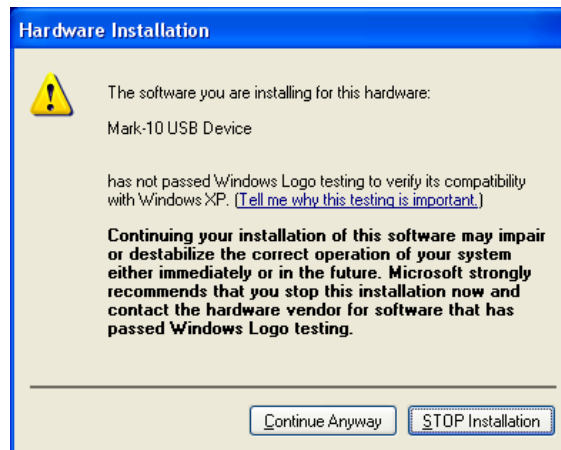 Hardware Installation
The software you are installing for this hardware:
Mark-10 USB Device
has not passed Windows Logo testing to verify its compatibility
with Windows XP. (Tell me why this testing is important.)
Continuing your installation of this software may impair
or destabilize the correct operation of your system
either immediately or in the future. Microsoft strongly
recommends that you stop this installation now and
contact the hardware vendor for software that has
passed Windows Logo testing.
Continue Anyway
STOP Installation